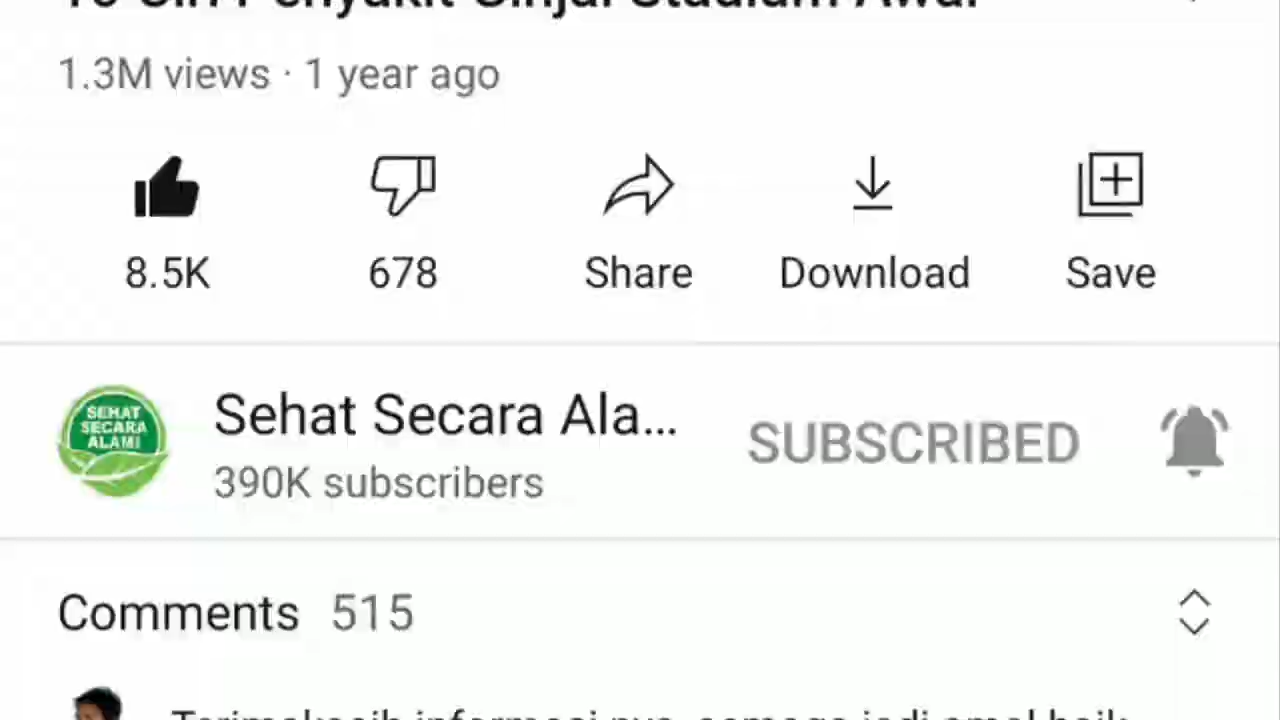 1.3M views · 1 year ago
8.5K 678 Share Download Save
SEHAT
SECARA
ALAMI
Sehat Secara Ala...
390K subscribers
SUBSCRIBED
Comments 515